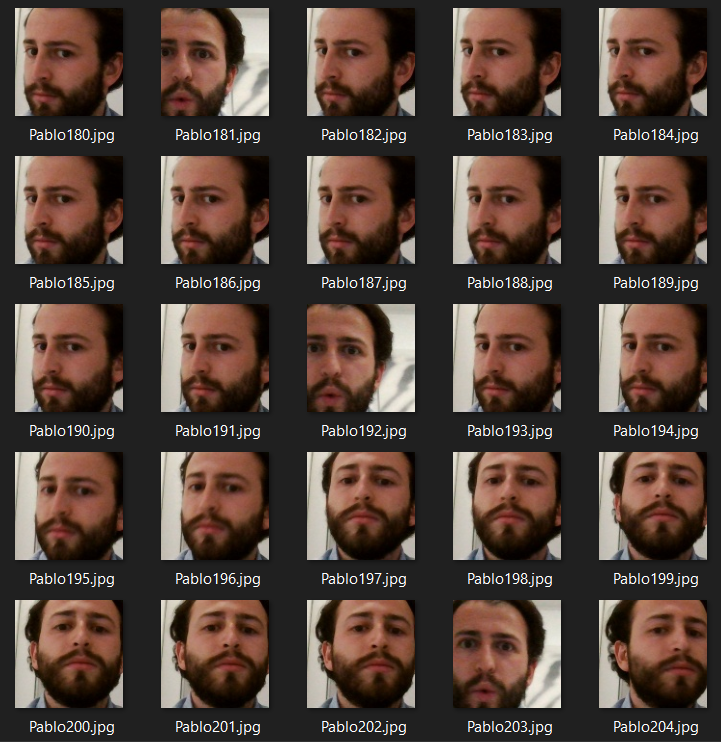 Pablo180.jpg Pablo181.jpg Pablo182.jpg Pablo183.jpg Pablo184.jpg
Pablo185.jpg Pablo186.jpg Pablo187.jpg Pablo188.jpg Pablo189.jpg
Pablo190.jpg Pablo191.jpg Pablo192.jpg Pablo193.jpg Pablo194.jpg
Pablo195.jpg Pablo196.jpg Pablo197.jpg Pablo198.jpg Pablo199.jpg
Pablo200.jpg Pablo201.jpg Pablo202.jpg Pablo203.jpg Pablo204.jpg